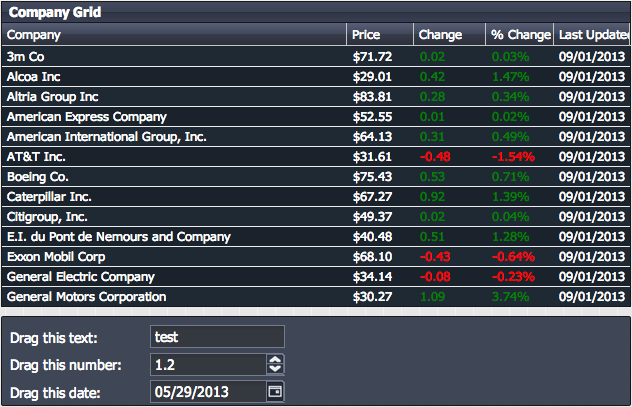 Company Grid
Company Price Change % Change Last Updated
3m Co $71.72 0.02 0.03% 09/01/2013
Alcoa Inc $29.01 0.42 1.47% 09/01/2013
Altria Group Inc $83.81 0.28 0.34% 09/01/2013
American Express Company $52.55 0.01 0.02% 09/01/2013
American International Group, Inc. $64.13 0.31 0.49% 09/01/2013
AT&T Inc. $31.61 -0.48 -1.54% 09/01/2013
Boeing Co. $75.43 0.53 0.71% 09/01/2013
Caterpillar Inc. $67.27 0.92 1.39% 09/01/2013
Citigroup, Inc. $49.37 0.02 0.04% 09/01/2013
E.I. du Pont de Nemours and Company $40.48 0.51 1.28% 09/01/2013
Exxon Mobil Corp $68.10 -0.43 -0.64% 09/01/2013
General Electric Company $34.14 -0.08 -0.23% 09/01/2013
General Motors Corporation $30.27 1.09 3.74% 09/01/2013
Drag this text: test
Drag this number: 1.2
Drag this date: 05/29/2013